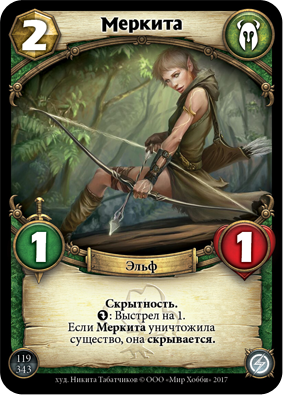 2
Меркита
1
Эльф
1
Скрытность.
: Выстрел на 1.
Если Меркита уничтожила
существо, она скрывается.
119
343
худ. Никита Табатчиков © ООО «Мир Хобби» 2017